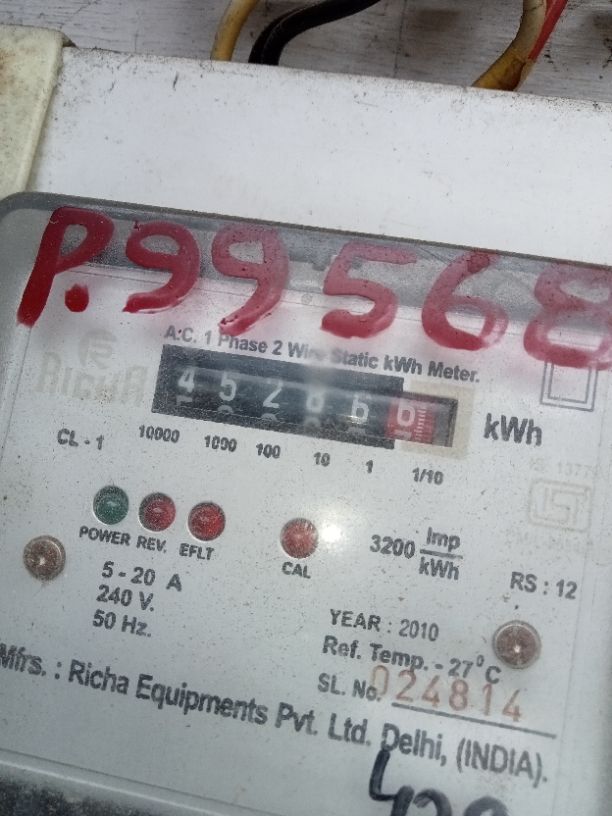 P.99568
A.C. 1 Phase 2 Wire Static kWh Meter.
4 5 2 8 6 6 kWh
CL - 1 10000 1000 100 10 1 1/10
POWER REV. EFLT CAL
3200 Imp/kWh
5 - 20 A
240 V.
50 Hz.
RS : 12
YEAR : 2010
Ref. Temp. - 27°C
SL. No. 024814
Mfrs. : Richa Equipments Pvt. Ltd. Delhi, (INDIA).